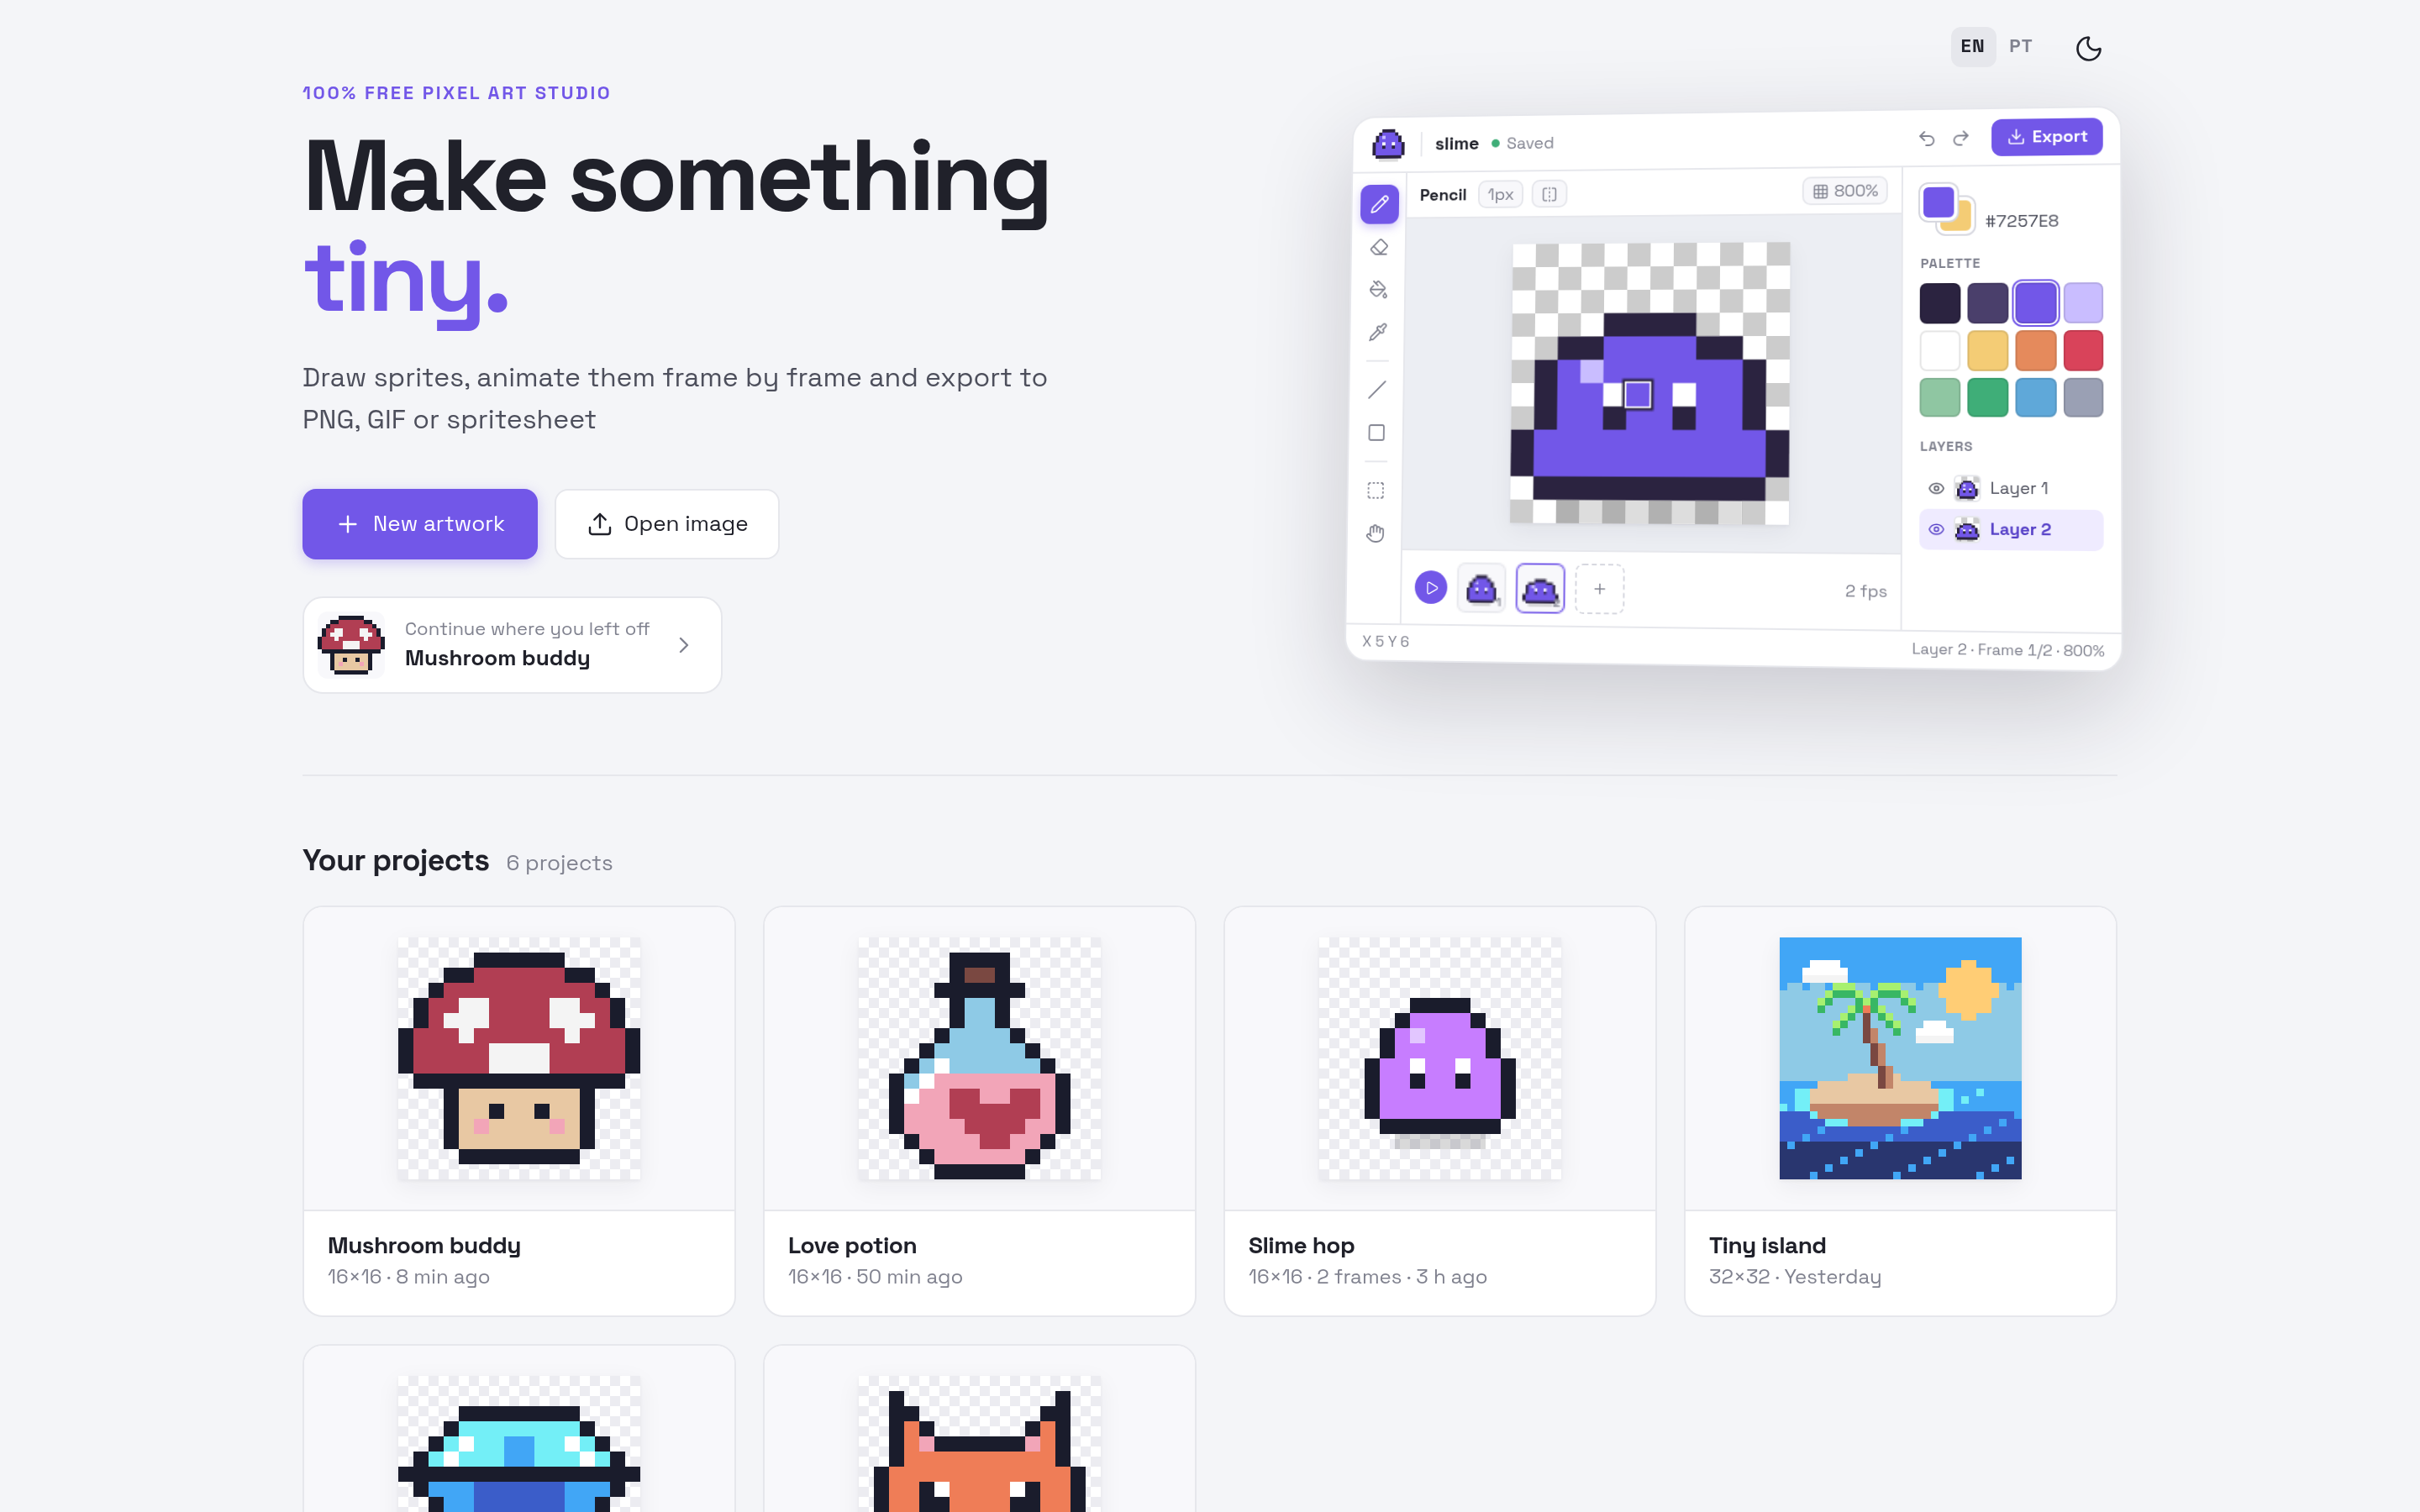 EN PT
100% FREE PIXEL ART STUDIO
Make something
tiny.
Draw sprites, animate them frame by frame and export to
PNG, GIF or spritesheet
New artwork
Open image
Continue where you left off
Mushroom buddy
slime
Saved
Export
Pencil
1px
800%
#7257E8
PALETTE
LAYERS
Layer 1
Layer 2
2 fps
X 5 Y 6
Layer 2 · Frame 1/2 · 800%
Your projects
6 projects
Mushroom buddy
16×16 · 8 min ago
Love potion
16×16 · 50 min ago
Slime hop
16×16 · 2 frames · 3 h ago
Tiny island
32×32 · Yesterday